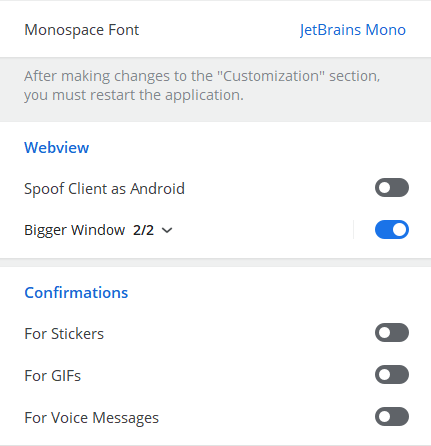 Monospace Font JetBrains Mono
After making changes to the "Customization" section,
you must restart the application.
Webview
Spoof Client as Android
Bigger Window 2/2
Confirmations
For Stickers
For GIFs
For Voice Messages